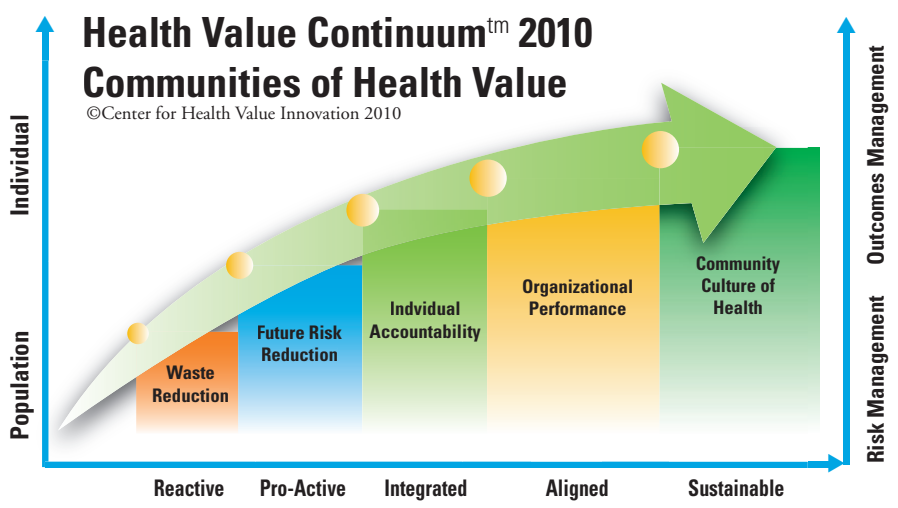 Health Value Continuum™ 2010
Communities of Health Value
©Center for Health Value Innovation 2010
Individual
Population
Outcomes Management
Risk Management
Waste
Reduction
Future Risk
Reduction
Indvidual
Accountability
Organizational
Performance
Community
Culture of
Health
Reactive
Pro-Active
Integrated
Aligned
Sustainable